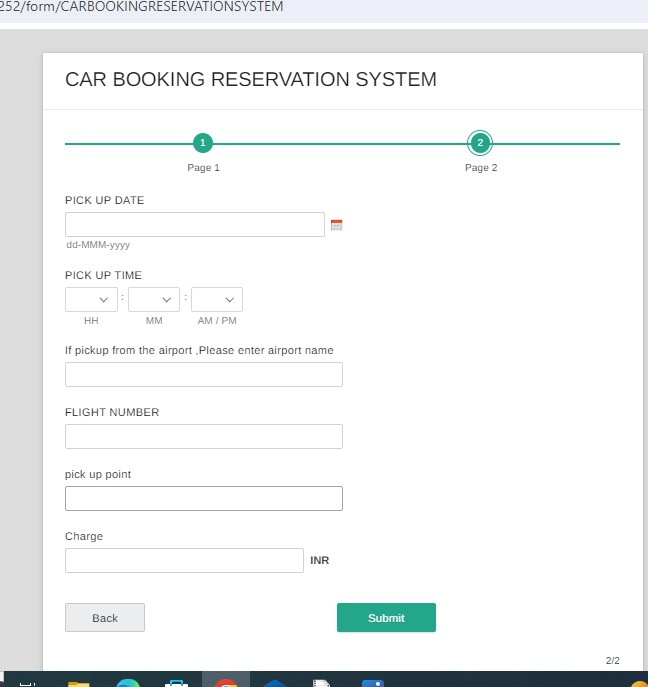 252/form/CARBOOKINGRESERVATIONSYSTEM
CAR BOOKING RESERVATION SYSTEM
1 2
Page 1 Page 2
PICK UP DATE
dd-MMM-yyyy
PICK UP TIME
: :
HH MM AM / PM
If pickup from the airport ,Please enter airport name
FLIGHT NUMBER
pick up point
Charge
INR
Back Submit
2/2